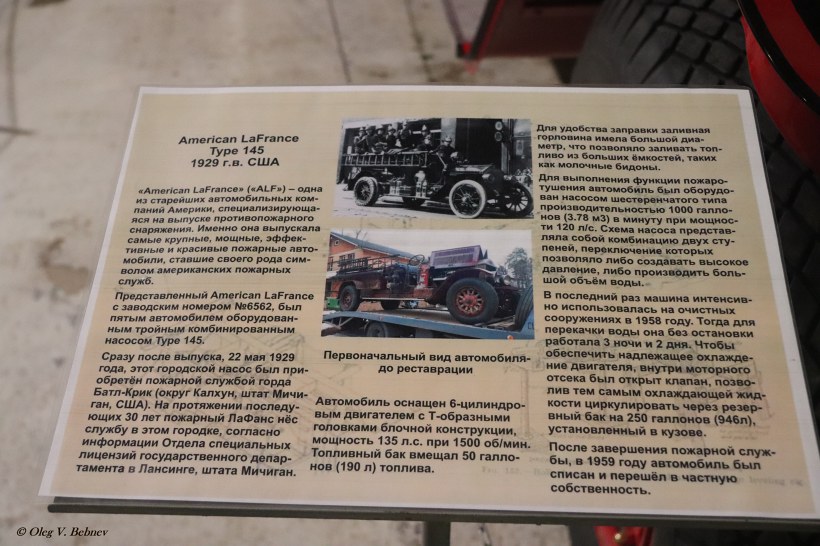 American LaFrance
Type 145
1929 г.в. США
«American LaFrance» («ALF») – одна
из старейших автомобильных ком-
паний Америки, специализирующа-
яся на выпуске противопожарного
снаряжения. Именно она выпускала
самые крупные, мощные, эффек-
тивные и красивые пожарные авто-
мобили, ставшие своего рода сим-
волом американских пожарных
служб.
Представленный American LaFrance
с заводским номером №6562, был
пятым автомобилем оборудован-
ным тройным комбинированным
насосом Type 145.
Сразу после выпуска, 22 мая 1929
года, этот городской насос был при-
обретён пожарной службой горда
Батл-Крик (округ Калхун, штат Мичи-
ган, США). На протяжении последу-
ющих 30 лет пожарный ЛаФанс нёс
службу в этом городке, согласно
информации Отдела специальных
лицензий государственного депар-
тамента в Лансинге, штата Мичиган.
Первоначальный вид автомобиля-
до реставрации
Автомобиль оснащен 6-цилиндро-
вым двигателем с Т-образными
головками блочной конструкции,
мощность 135 л.с. при 1500 об/мин.
Топливный бак вмещал 50 галло-
нов (190 л) топлива.
Для удобства заправки заливная
горловина имела большой диа-
метр, что позволяло заливать топ-
ливо из больших ёмкостей, таких
как молочные бидоны.
Для выполнения функции пожаро-
тушения автомобиль был оборудо-
ван насосом шестеренчатого типа
производительностью 1000 галло-
нов (3.78 м3) в минуту при мощнос-
ти 120 л/с. Схема насоса представ-
ляла собой комбинацию двух сту-
пеней, переключение которых
позволяло либо создавать высокое
давление, либо производить боль-
шой объём воды.
В последний раз машина интенсив-
но использовалась на очистных
сооружениях в 1958 году. Тогда для
перекачки воды она без остановки
работала 3 ночи и 2 дня. Чтобы
обеспечить надлежащее охлажде-
ние двигателя, внутри моторного
отсека был открыт клапан, позво-
лив тем самым охлаждающей жид-
кости циркулировать через резер-
вный бак на 250 галлонов (946л),
установленный в кузове.
После завершения пожарной служ-
бы, в 1959 году автомобиль был
списан и перешёл в частную
собственность.
© Oleg V. Bebnev